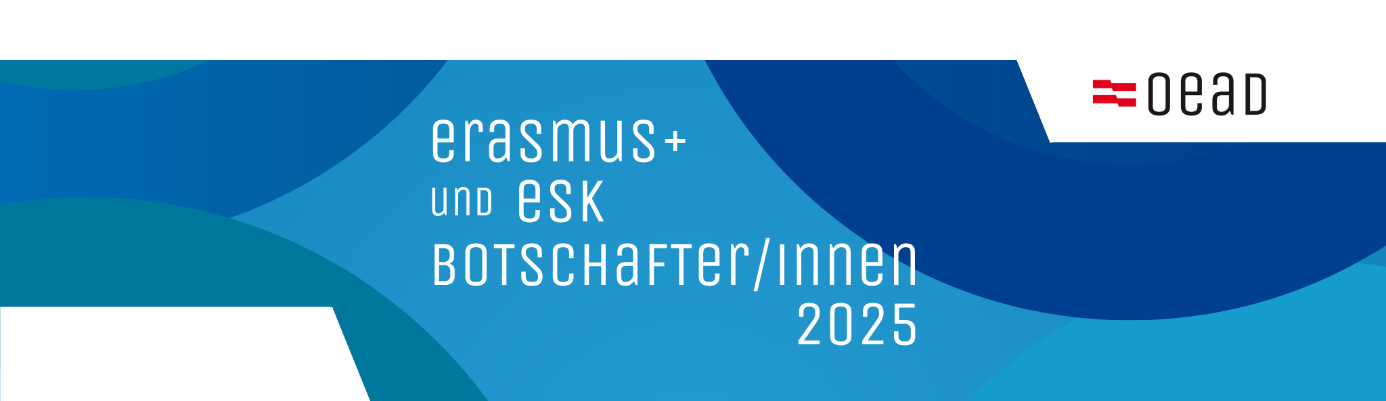 oead
erasmus+
und esk
Botschafter/innen
2025